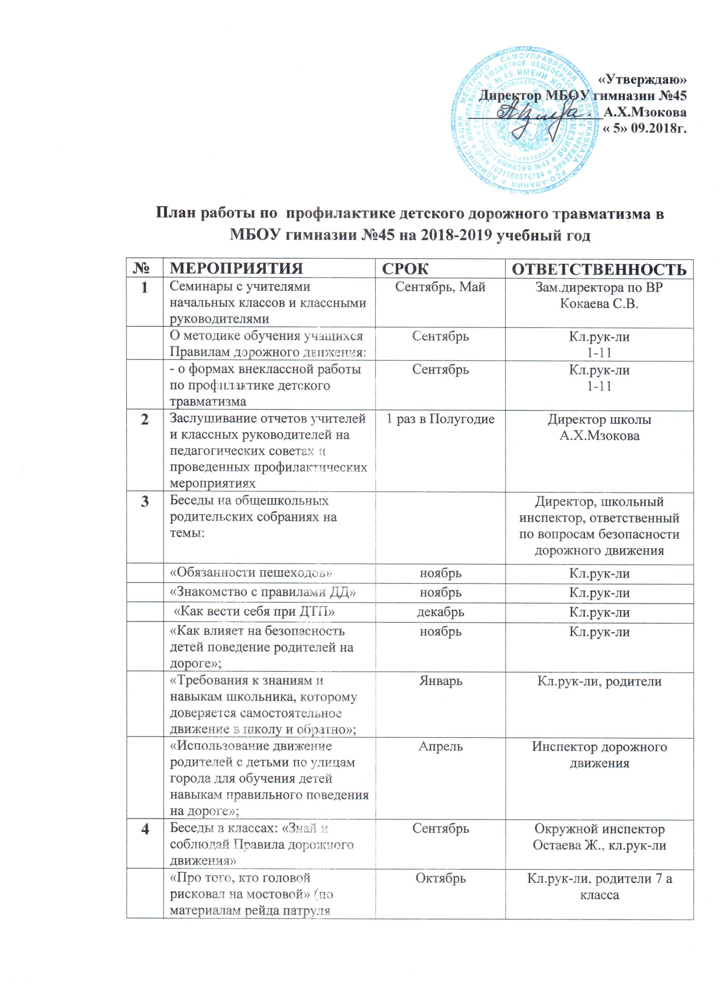 «Утверждаю»
Директор МБОУ гимназии №45
А.Х.Мзокова
« 5» 09.2018г.
План работы по профилактике детского дорожного травматизма в
МБОУ гимназии №45 на 2018-2019 учебный год
№ МЕРОПРИЯТИЯ СРОК ОТВЕТСТВЕННОСТЬ
1 Семинары с учителями Сентябрь, Май Зам.директора по ВР
начальных классов и классными Кокаева С.В.
руководителями
О методике обучения учащихся Сентябрь Кл.рук-ли
Правилам дорожного движения: 1-11
- о формах внеклассной работы Сентябрь Кл.рук-ли
по профилактике детского 1-11
травматизма
2 Заслушивание отчетов учителей 1 раз в Полугодие Директор школы
и классных руководителей на А.Х.Мзокова
педагогических советах и
проведенных профилактических
мероприятиях
3 Беседы на общешкольных Директор, школьный
родительских собраниях на инспектор, ответственный
темы: по вопросам безопасности
дорожного движения
«Обязанности пешеходов» ноябрь Кл.рук-ли
«Знакомство с правилами ДД» ноябрь Кл.рук-ли
«Как вести себя при ДТП» декабрь Кл.рук-ли
«Как влияет на безопасность ноябрь Кл.рук-ли
детей поведение родителей на
дороге»;
«Требования к знаниям и Январь Кл.рук-ли, родители
навыкам школьника, которому
доверяется самостоятельное
движение в школу и обратно»;
«Использование движение Апрель Инспектор дорожного
родителей с детьми по улицам движения
города для обучения детей
навыкам правильного поведения
на дороге»;
4 Беседы в классах: «Знай и Сентябрь Окружной инспектор
соблюдай Правила дорожного Остаева Ж., кл.рук-ли
движения»
«Про того, кто головой Октябрь Кл.рук-ли, родители 7 а
рисковал на мостовой» (по класса
материалам рейда патруля